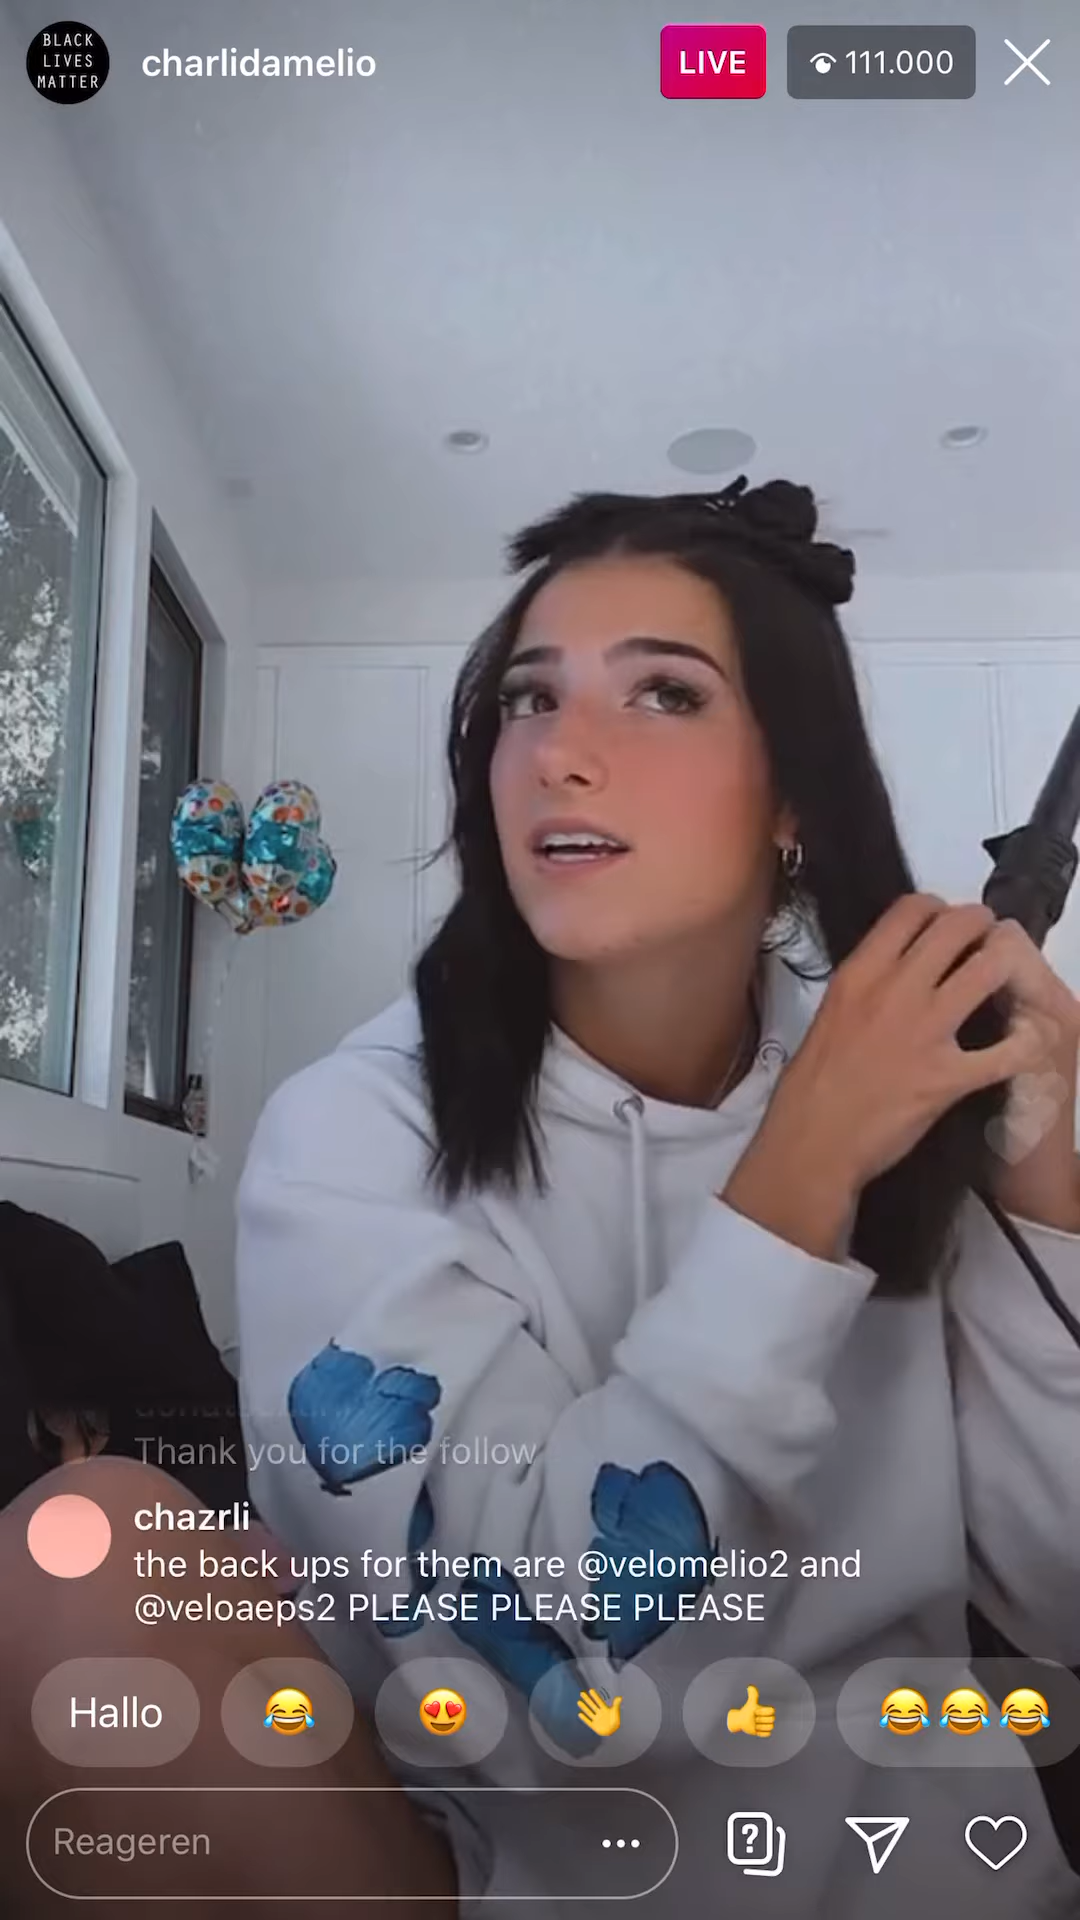 BLACK
LIVES
MATTER
charlidamelio
LIVE
111.000
Thank you for the follow
chazrli
the back ups for them are @velomelio2 and
@veloaeps2 PLEASE PLEASE PLEASE
Hallo
😂
😍
👋
👍
😂😂😂
Reageren